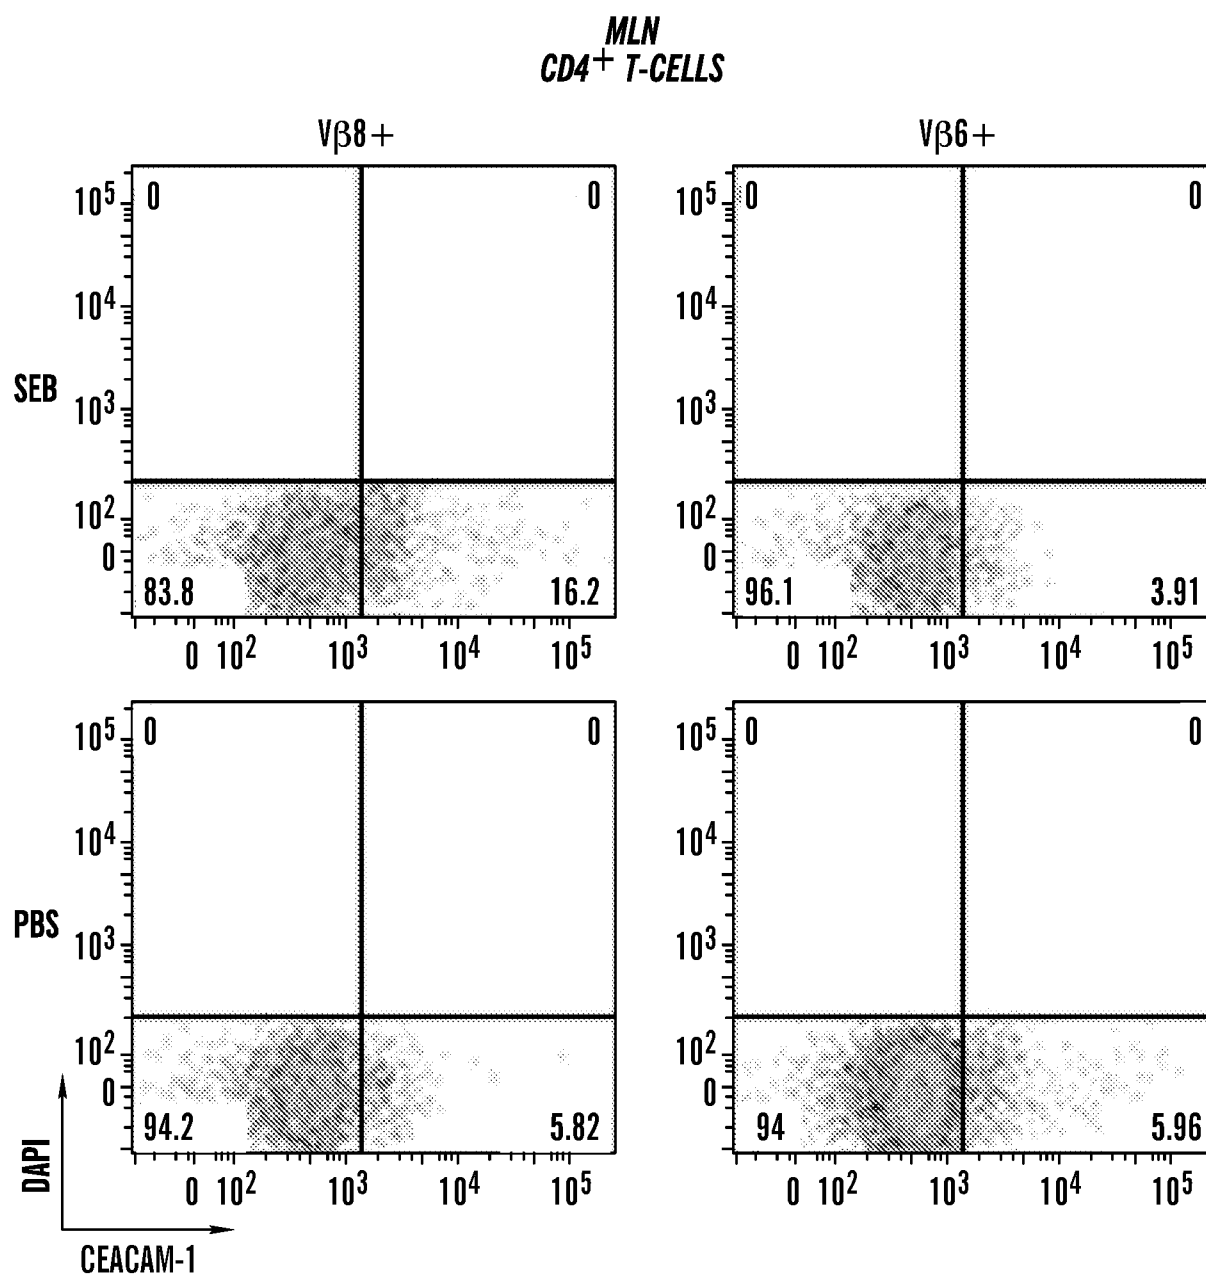 MLN
CD4⁺ T-CELLS
Vβ8+ Vβ6+
10⁵ 0 0 10⁵ 0 0
10⁴ 10⁴
SEB
10³ 10³
10² 10²
0 0
83.8 16.2 96.1 3.91
0 10² 10³ 10⁴ 10⁵ 0 10² 10³ 10⁴ 10⁵
10⁵ 0 0 10⁵ 0 0
10⁴ 10⁴
PBS
10³ 10³
10² 10²
0 0
94.2 5.82 94 5.96
0 10² 10³ 10⁴ 10⁵ 0 10² 10³ 10⁴ 10⁵
DAPI
CEACAM-1